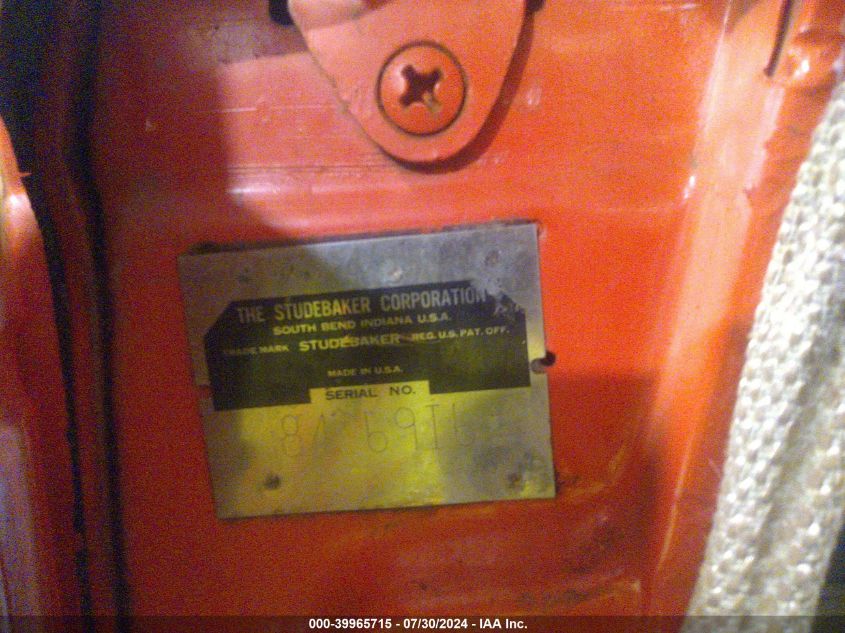 THE STUDEBAKER CORPORATION
SOUTH BEND INDIANA U.S.A.
TRADE MARK STUDEBAKER REG. U.S. PAT. OFF.
MADE IN U.S.A.
SERIAL NO.
000-39965715 - 07/30/2024 - IAA Inc.